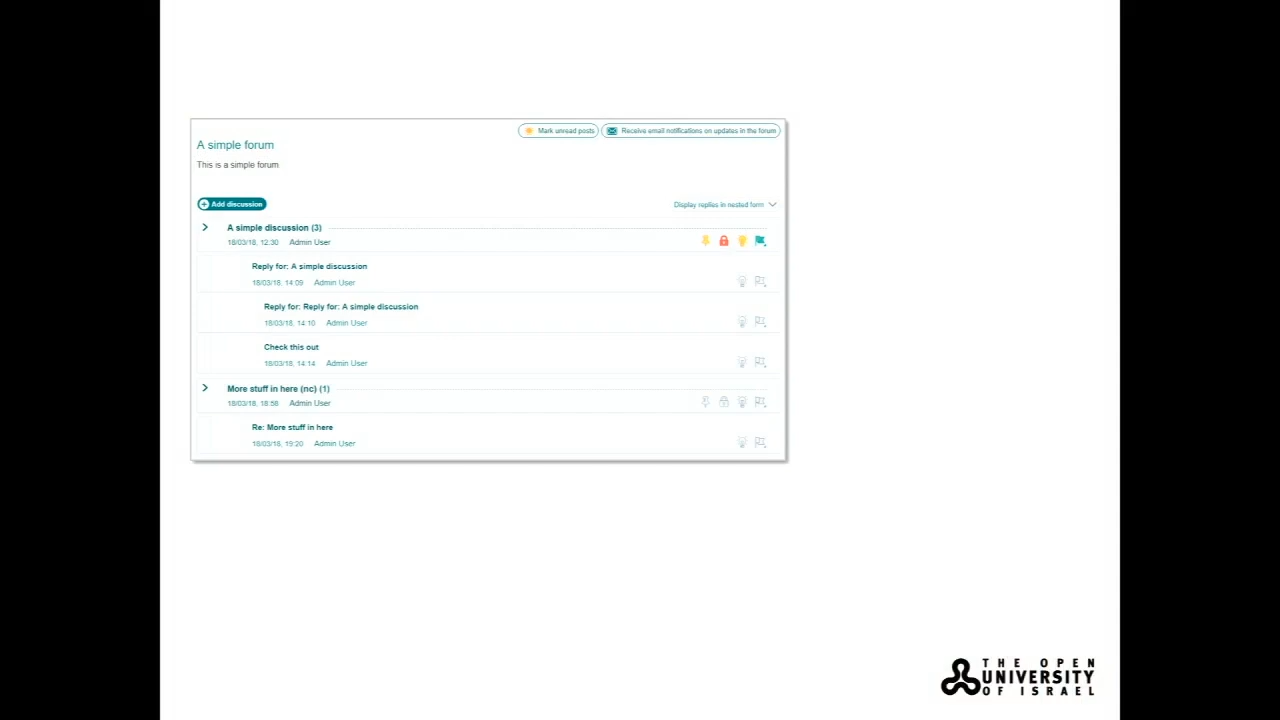 Mark unread posts
Receive email notifications on updates in the forum
A simple forum
This is a simple forum
Add discussion
Display replies in nested form
A simple discussion (3)
18/03/18, 12:30 Admin User
Reply for: A simple discussion
18/03/18, 14:09 Admin User
Reply for: Reply for: A simple discussion
18/03/18, 14:10 Admin User
Check this out
18/03/18, 14:14 Admin User
More stuff in here (nc) (1)
18/03/18, 18:58 Admin User
Re: More stuff in here
18/03/18, 19:20 Admin User
THE OPEN
UNIVERSITY
OF ISRAEL